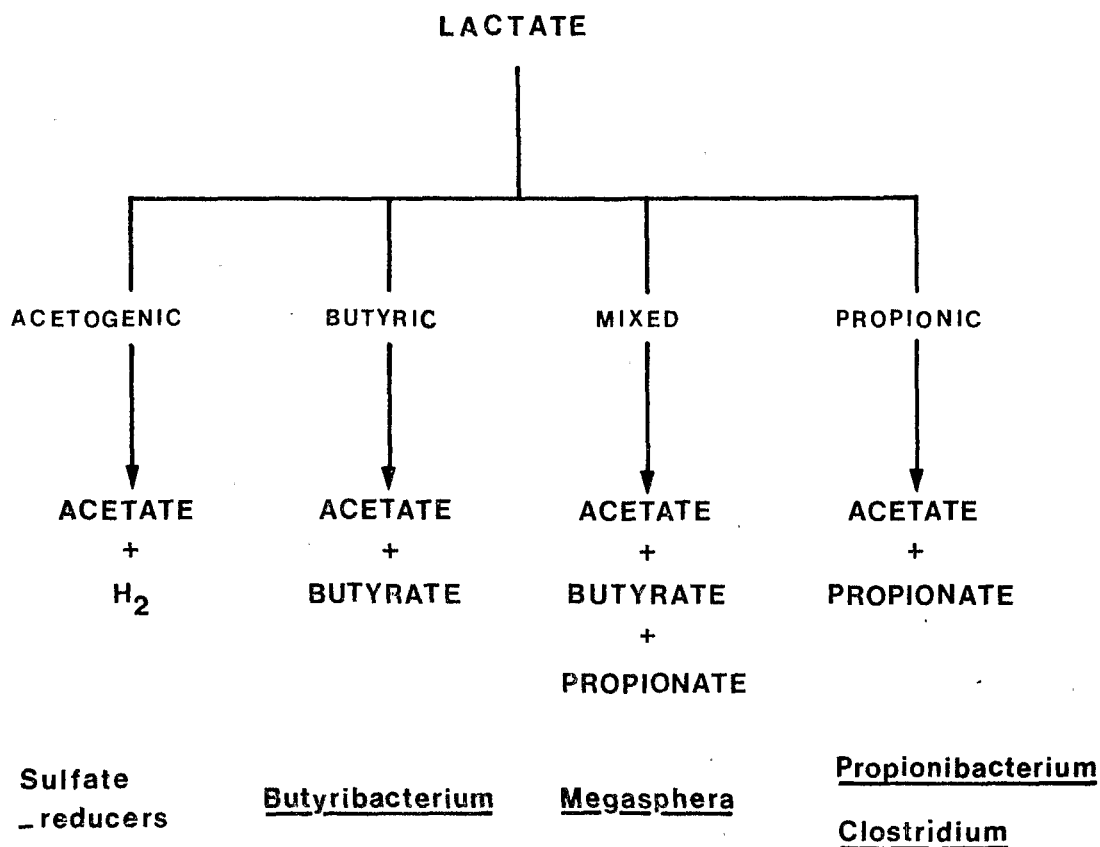 LACTATE
ACETOGENIC BUTYRIC MIXED PROPIONIC
ACETATE ACETATE ACETATE ACETATE
+ + + +
H₂ BUTYRATE BUTYRATE PROPIONATE
+
PROPIONATE
Sulfate
_reducers
Butyribacterium
Megasphera
Propionibacterium
Clostridium